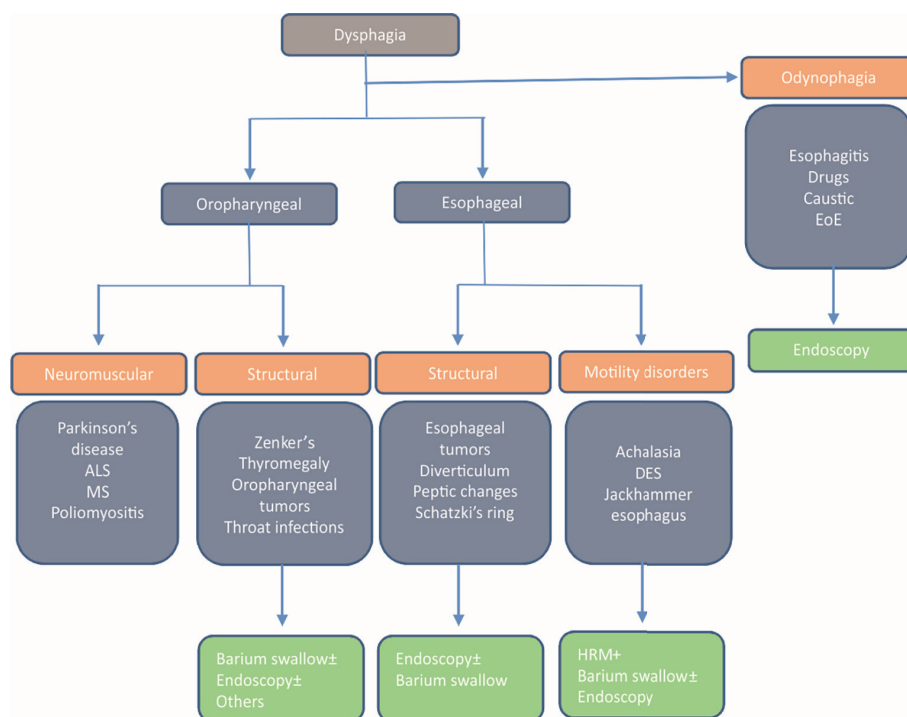 Dysphagia
Odynophagia
Esophagitis
Drugs
Caustic
EoE
Endoscopy
Oropharyngeal
Esophageal
Neuromuscular
Parkinson's
disease
ALS
MS
Poliomyositis
Structural
Zenker's
Thyromegaly
Oropharyngeal
tumors
Throat infections
Barium swallow±
Endoscopy±
Others
Structural
Esophageal
tumors
Diverticulum
Peptic changes
Schatzki's ring
Endoscopy±
Barium swallow
Motility disorders
Achalasia
DES
Jackhammer
esophagus
HRM+
Barium swallow±
Endoscopy